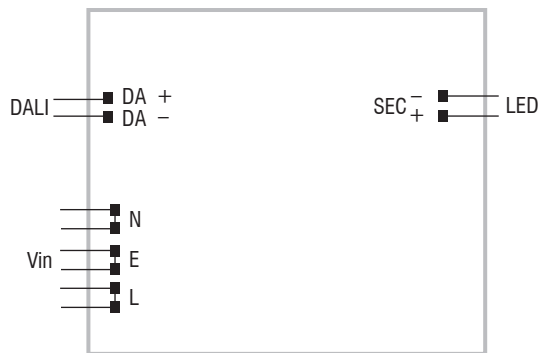 DALI
DA +
DA −
SEC −
+
LED
Vin
N
E
L